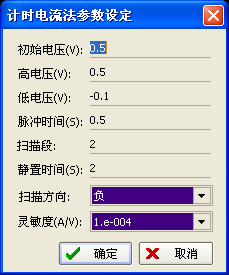 计时电流法参数设定
初始电压(V): 0.5
高电压(V): 0.5
低电压(V): -0.1
脉冲时间(S): 0.5
扫描段: 2
静置时间(S): 2
扫描方向: 负
灵敏度(A/V): 1.e-004
确定 取消